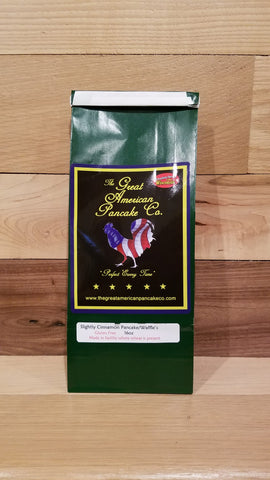 The Great
American
Pancake Co.
"Perfect Every Time"
www.thegreatamericanpancakeco.com
Slightly Cinnamon Pancake/Waffle's
Gluten Free 16oz
Made in facility where wheat is present